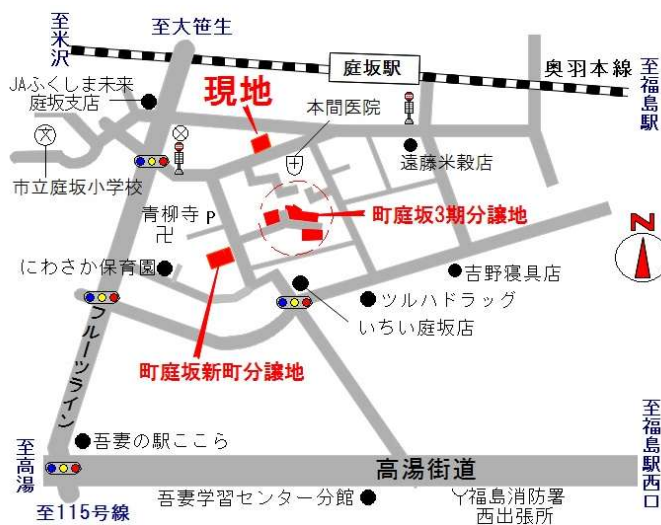 至米沢
至大笹生
庭坂駅
奥羽本線
至福島駅
JAふくしま未来
庭坂支店
現地
本間医院
文
遠藤米穀店
市立庭坂小学校
青柳寺
P
卍
町庭坂3期分譲地
N
にわさか保育園
吉野寝具店
ツルハドラッグ
いちい庭坂店
フルーツライン
町庭坂新町分譲地
吾妻の駅ここら
至高湯
高湯街道
至福島駅西口
吾妻学習センター分館
福島消防署
西出張所
至115号線